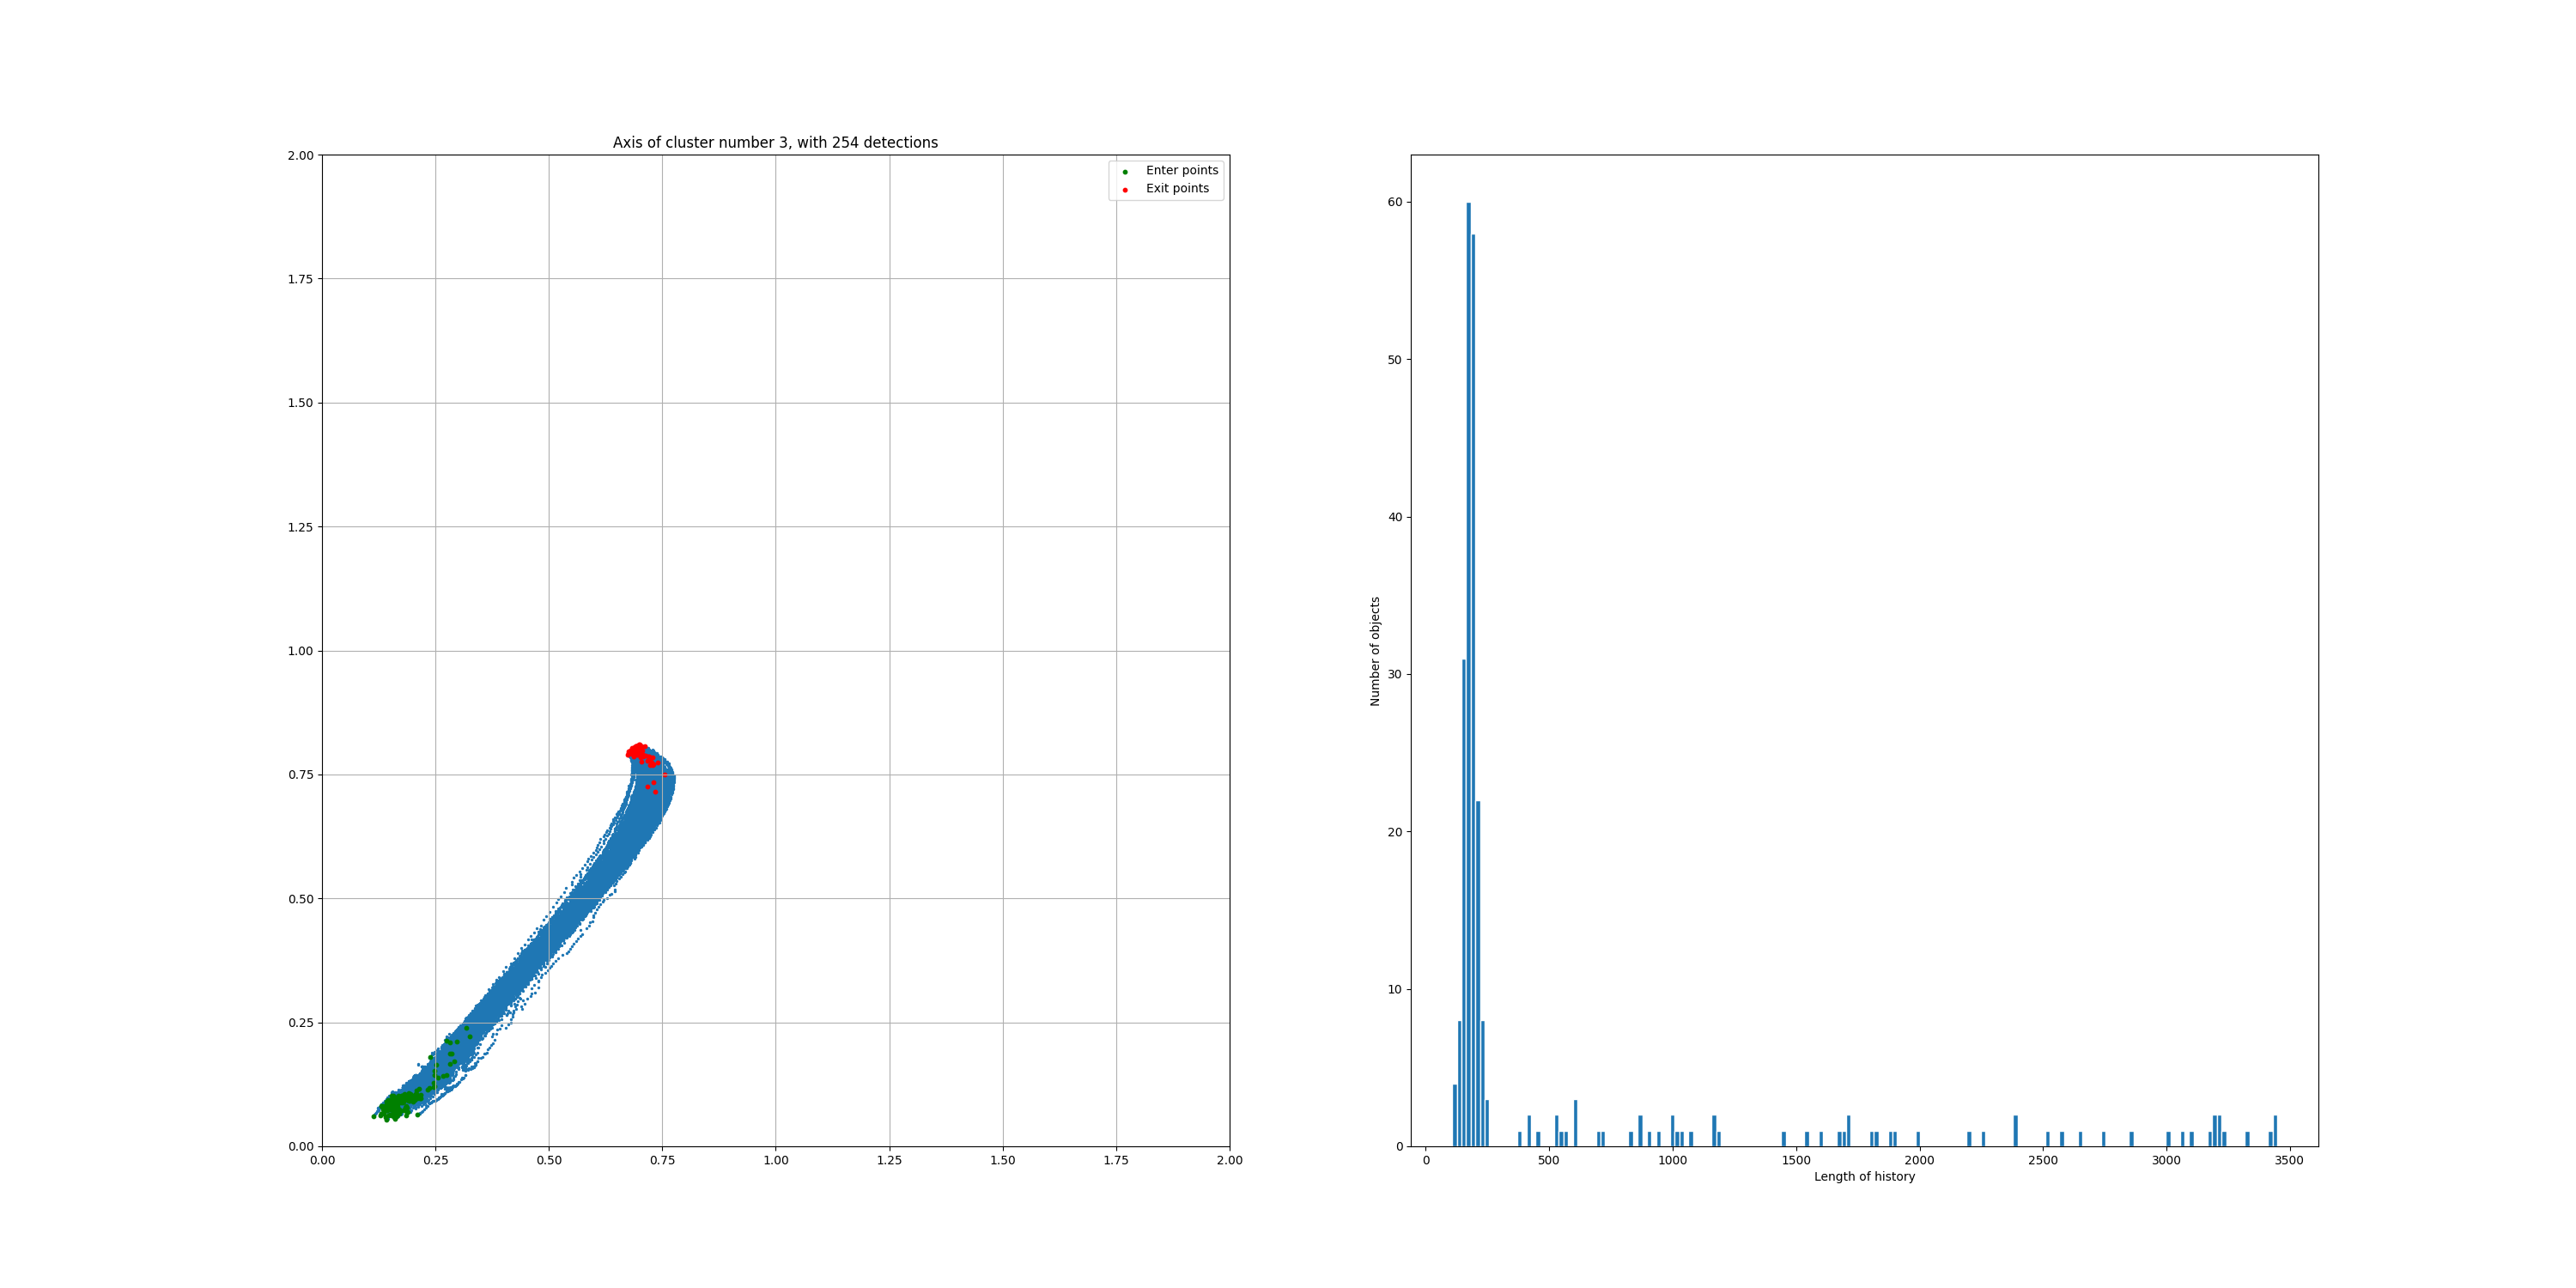 Axis of cluster number 3, with 254 detections
Enter points
Exit points
2.00
1.75
1.50
1.25
1.00
0.75
0.50
0.25
0.00
0.00 0.25 0.50 0.75 1.00 1.25 1.50 1.75 2.00
Number of objects
60
50
40
30
20
10
0
0 500 1000 1500 2000 2500 3000 3500
Length of history